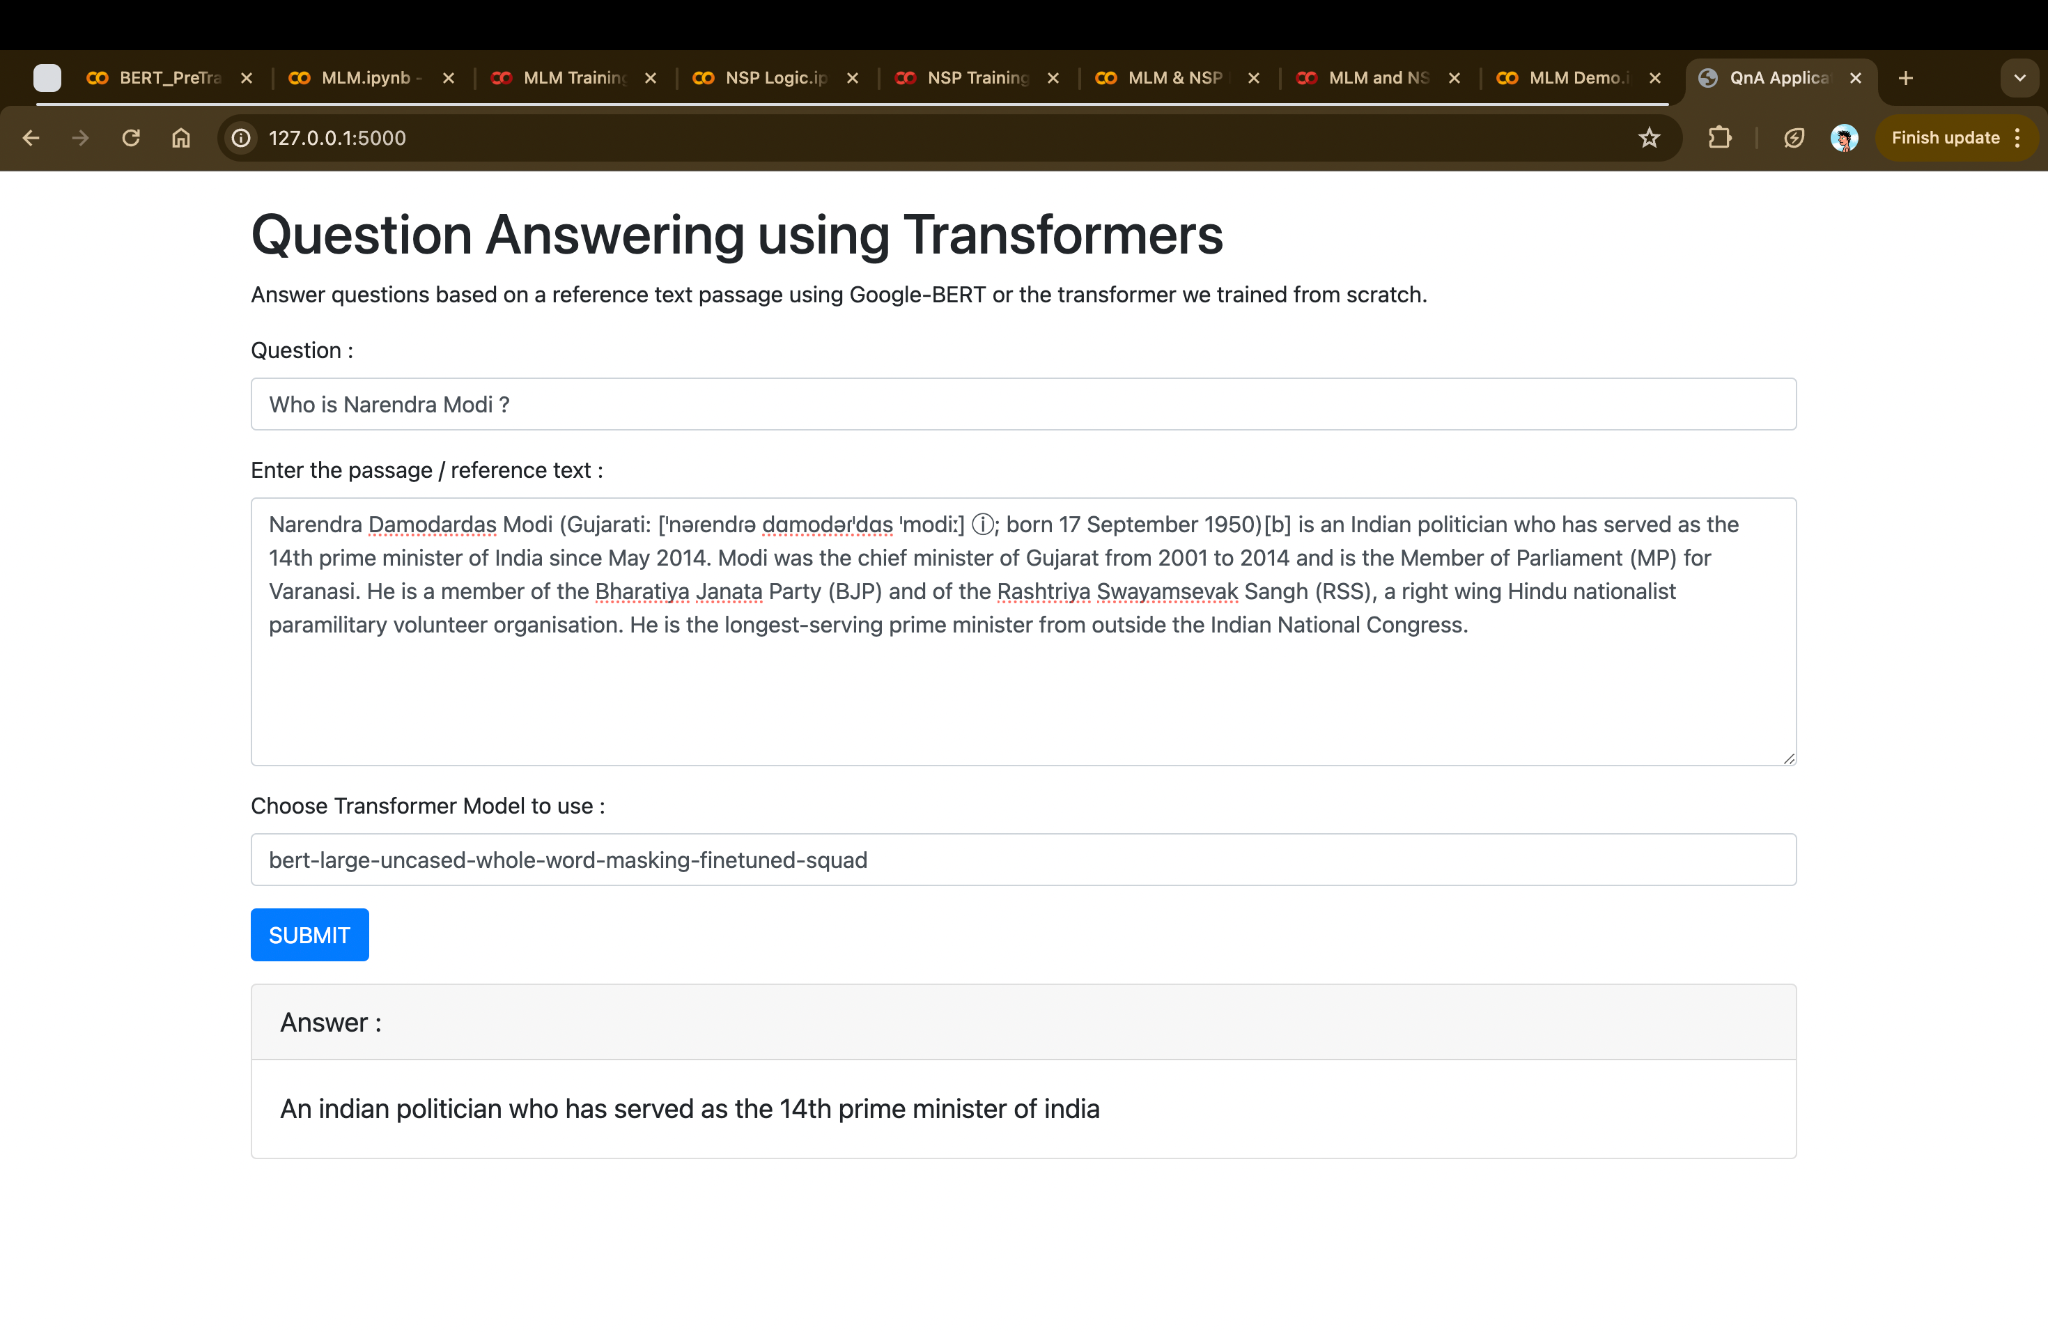 BERT_PreTra
MLM.ipynb -
MLM Training
NSP Logic.ip
NSP Training
MLM & NSP
MLM and NS
MLM Demo.i
QnA Applica
127.0.0.1:5000
Finish update
Question Answering using Transformers
Answer questions based on a reference text passage using Google-BERT or the transformer we trained from scratch.
Question :
Who is Narendra Modi ?
Enter the passage / reference text :
Narendra Damodardas Modi (Gujarati: [ˈnəɾendɾə dɑmodəɾˈdɑs ˈmodiː] ⓘ; born 17 September 1950)[b] is an Indian politician who has served as the
14th prime minister of India since May 2014. Modi was the chief minister of Gujarat from 2001 to 2014 and is the Member of Parliament (MP) for
Varanasi. He is a member of the Bharatiya Janata Party (BJP) and of the Rashtriya Swayamsevak Sangh (RSS), a right wing Hindu nationalist
paramilitary volunteer organisation. He is the longest-serving prime minister from outside the Indian National Congress.
Choose Transformer Model to use :
bert-large-uncased-whole-word-masking-finetuned-squad
SUBMIT
Answer :
An indian politician who has served as the 14th prime minister of india